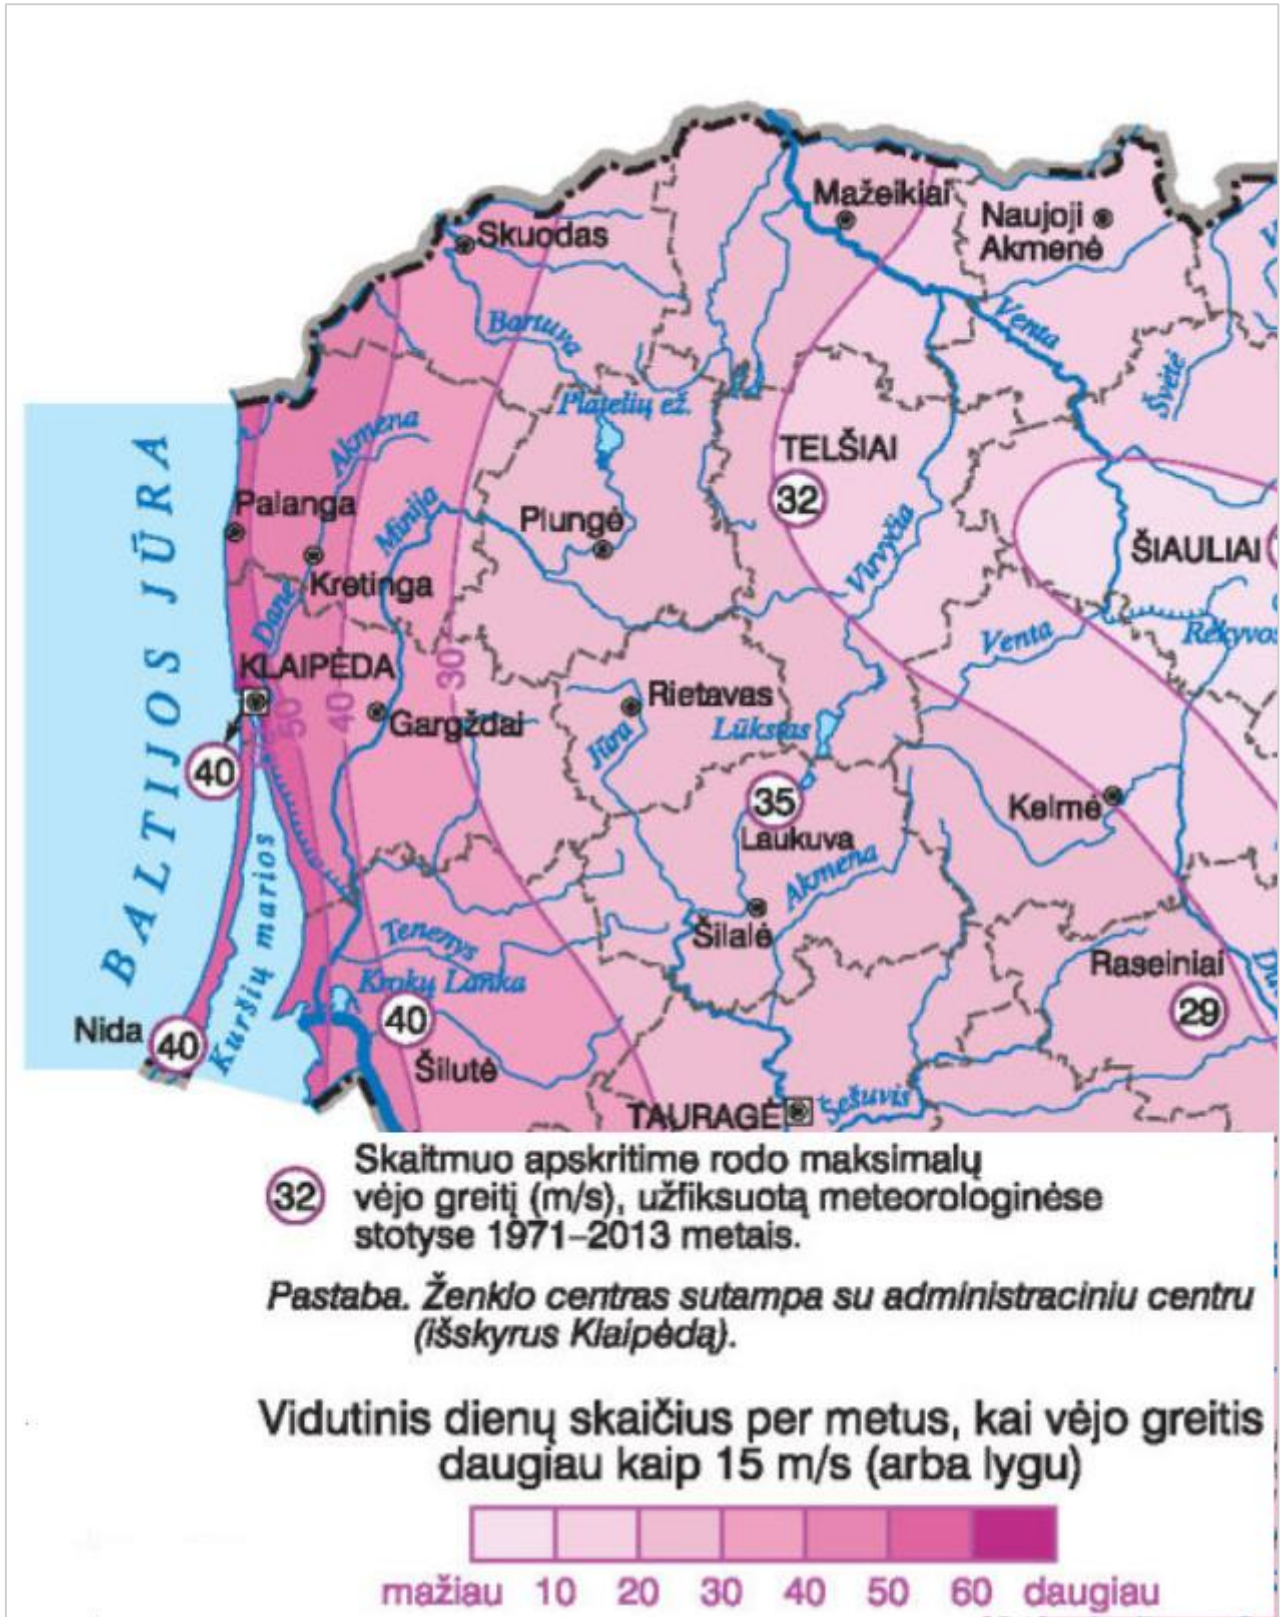 Mažeikiai
Naujoji
Akmenė
Skuodas
Venta
Bartuva
Švėtė
Platelių ež.
Akmena
TELŠIAI
32
Palanga
Minija
Plungė
Virvyčia
ŠIAULIAI
Kretinga
Danė
Venta
BALTIJOS JŪRA
KLAIPĖDA
30
Rietavas
50
40
Gargždai
Jūra
Lūkstas
40
35
Kelmė
Laukuva
Akmena
Kuršių marios
Šilalė
Tenenys
Raseiniai
Krokų Lanka
29
Nida
40
40
Šilutė
TAURAGĖ
Šešuvis
32
Skaitmuo apskritime rodo maksimalų
vėjo greitį (m/s), užfiksuotą meteorologinėse
stotyse 1971–2013 metais.
Pastaba. Ženklo centras sutampa su administraciniu centru
(išskyrus Klaipėdą).
Vidutinis dienų skaičius per metus, kai vėjo greitis
daugiau kaip 15 m/s (arba lygu)
mažiau 10 20 30 40 50 60 daugiau